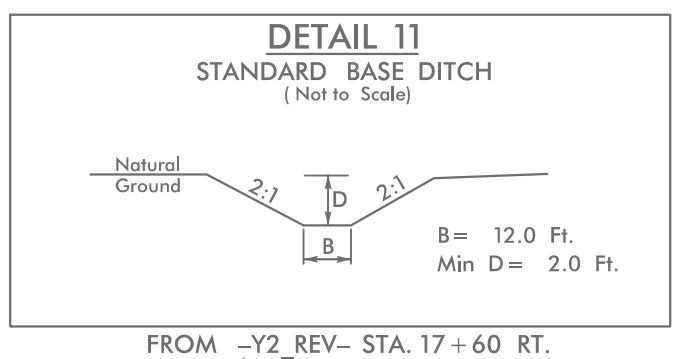 DETAIL 11
STANDARD BASE DITCH
( Not to Scale)
Natural
Ground
2:1
D
2:1
B
B= 12.0 Ft.
Min D= 2.0 Ft.
FROM -Y2_REV- STA. 17+60 RT.